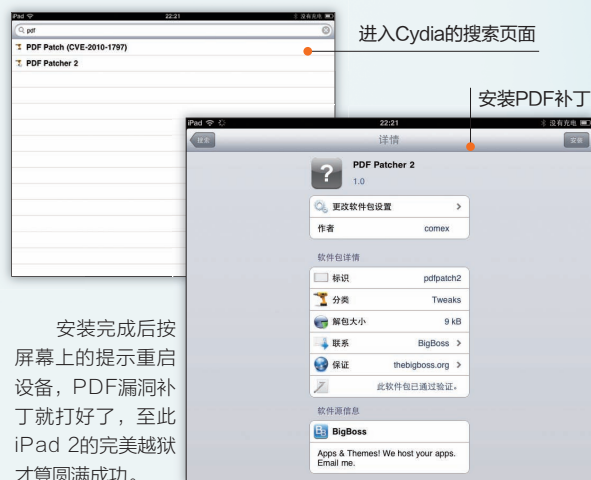 iPad
22:21
没有充电
pdf
PDF Patch (CVE-2010-1797)
PDF Patcher 2
进入Cydia的搜索页面
安装PDF补丁
iPad
22:21
没有充电
搜索
详情
安装
?
PDF Patcher 2
1.0
更改软件包设置
作者 comex
软件包详情
标识 pdfpatch2
分类 Tweaks
解包大小 9 kB
联系 BigBoss
保证 thebigboss.org
此软件包已通过验证。
软件源信息
BigBoss
Apps & Themes! We host your apps.
Email me.
安装完成后按
屏幕上的提示重启
设备，PDF漏洞补
丁就打好了，至此
iPad 2的完美越狱
才算圆满成功。